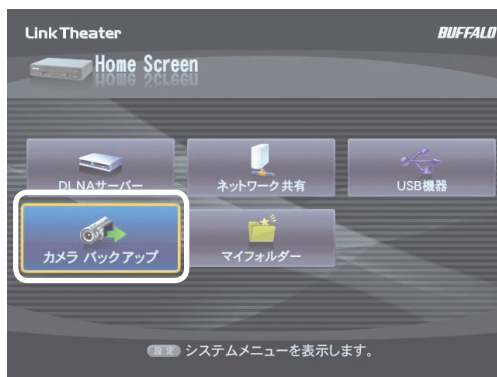 LinkTheater
BUFFALO
Home Screen
DLNAサーバー
ネットワーク共有
USB機器
カメラ バックアップ
マイフォルダー
設定 システムメニューを表示します。